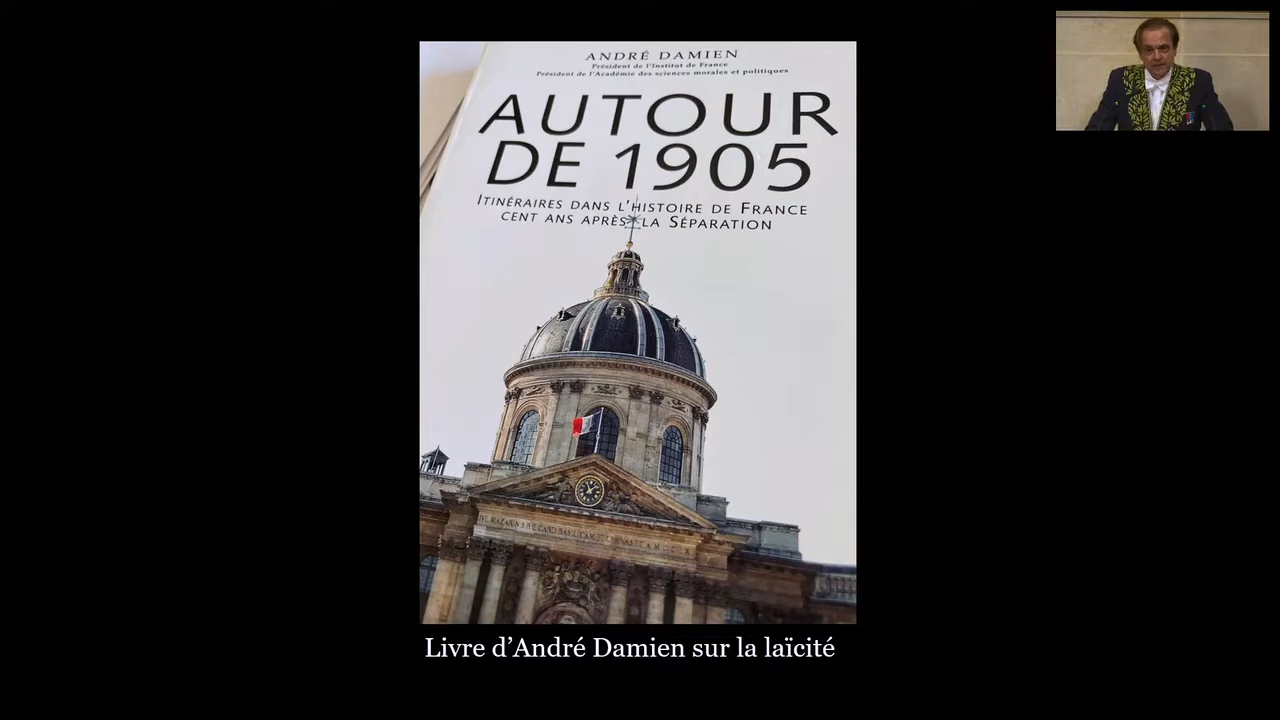 ANDRÉ DAMIEN
Président de l'Institut de France
Président de l'Académie des sciences morales et politiques
AUTOUR
DE 1905
ITINÉRAIRES DANS L'HISTOIRE DE FRANCE
CENT ANS APRÈS LA SÉPARATION
Livre d'André Damien sur la laïcité